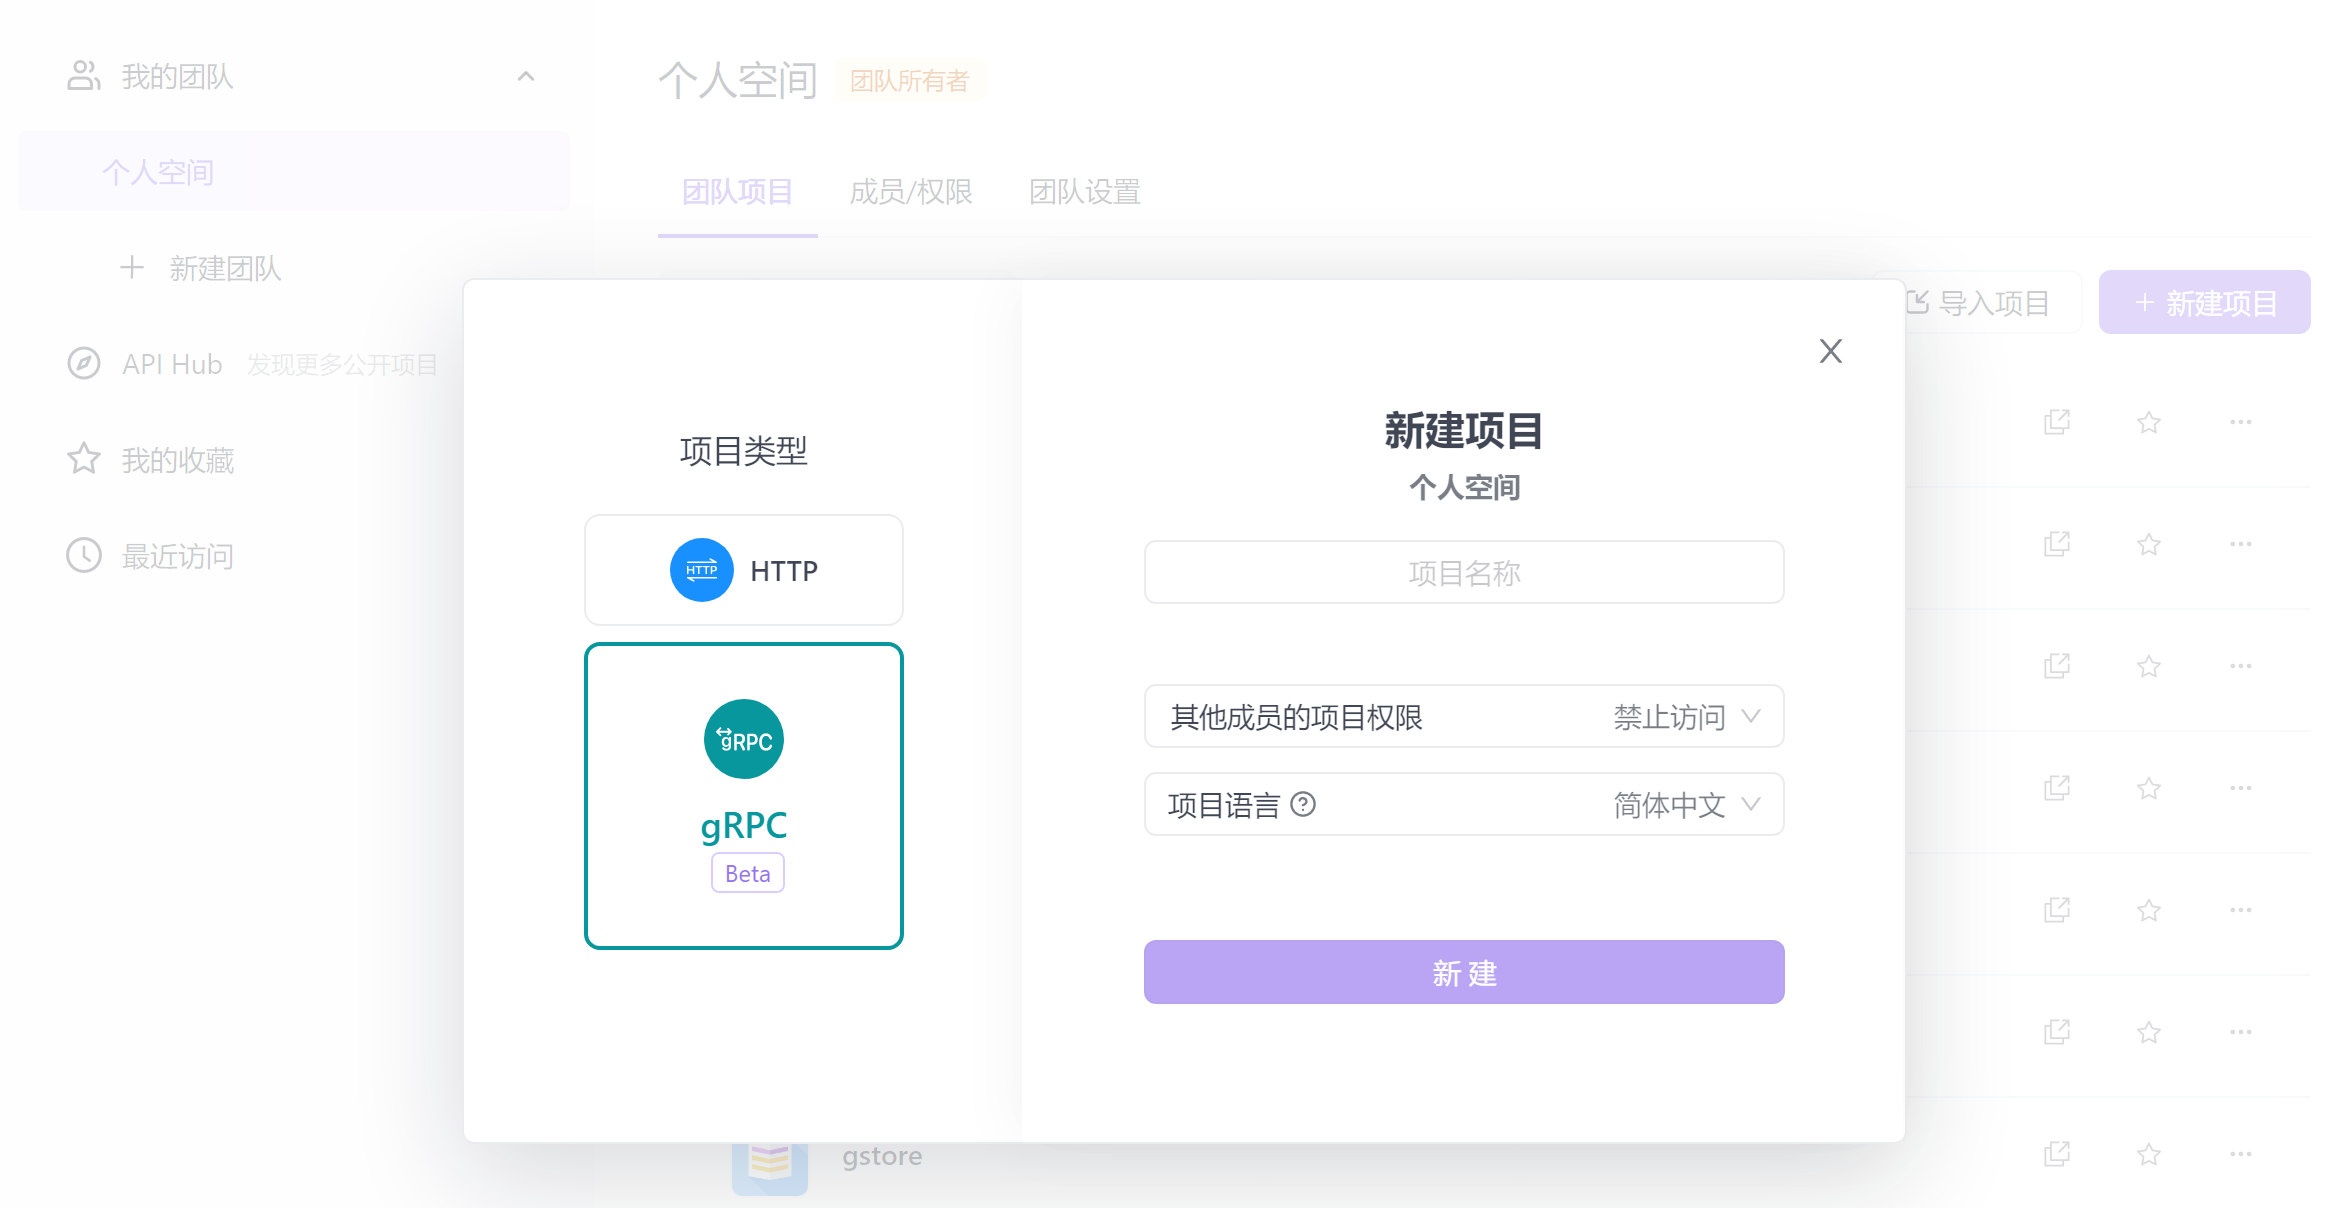 我的团队
个人空间
新建团队
API Hub 发现更多公开项目
我的收藏
最近访问
个人空间 团队所有者
团队项目 成员/权限 团队设置
导入项目 + 新建项目
项目类型
HTTP HTTP
gRPC
gRPC
Beta
新建项目
个人空间
项目名称
其他成员的项目权限 禁止访问
项目语言 简体中文
新 建
gstore